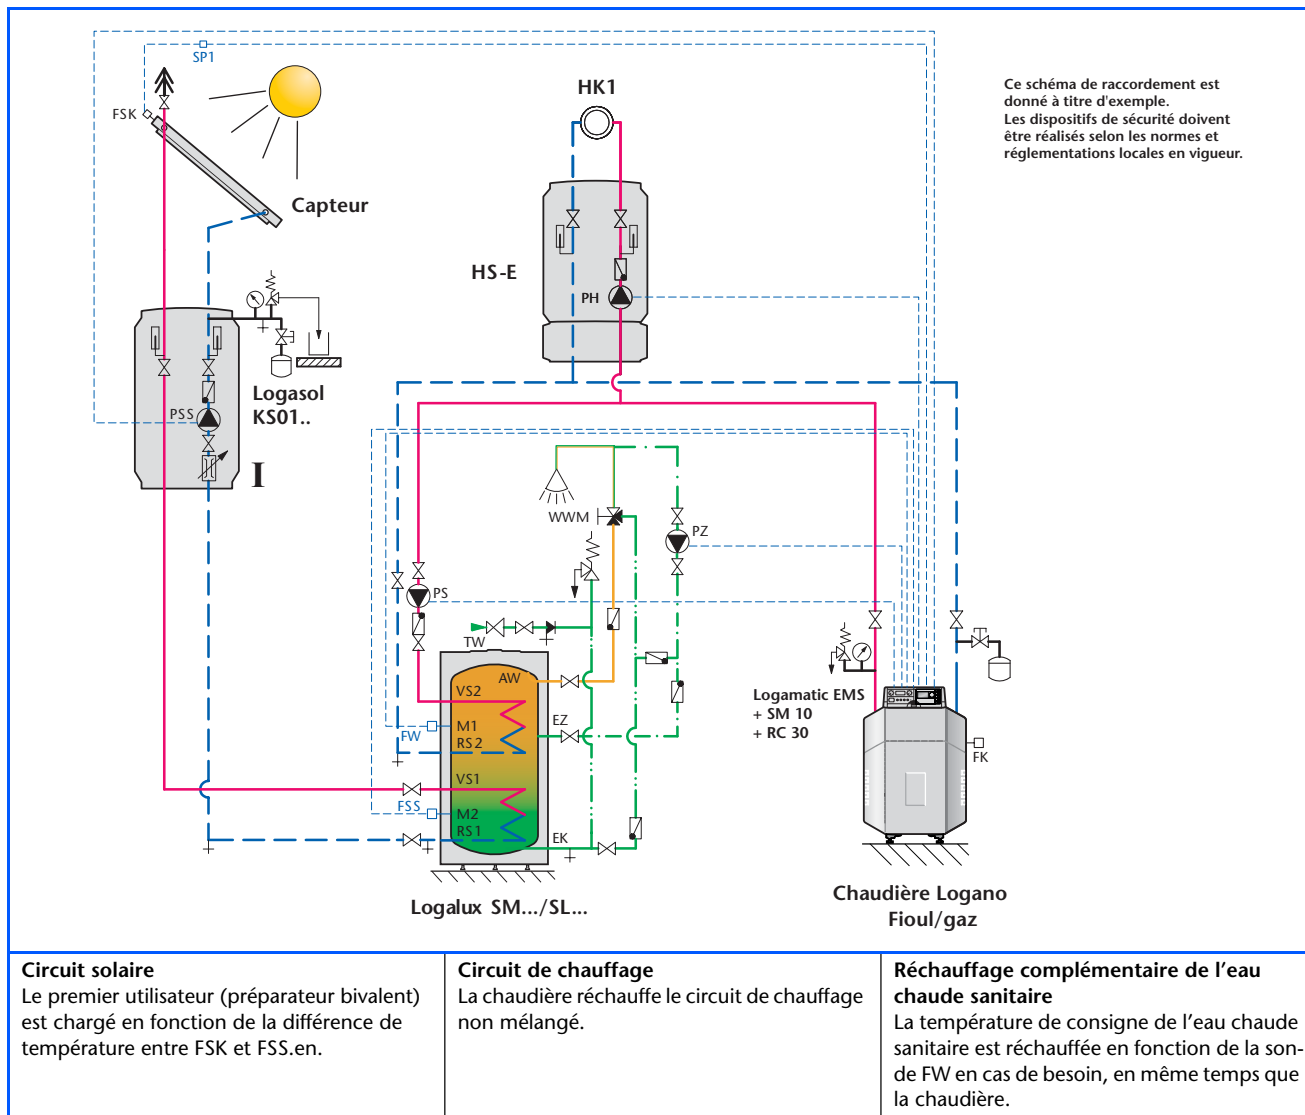 SP1
FSK
HK1
Ce schéma de raccordement est
donné à titre d'exemple.
Les dispositifs de sécurité doivent
être réalisés selon les normes et
réglementations locales en vigueur.
Capteur
HS-E
PH
Logasol
KS01..
PSS
I
WWM
PZ
PS
TW
AW
VS2
EZ
M1
FW
RS2
VS1
FSS
M2
RS1
EK
Logamatic EMS
+ SM 10
+ RC 30
FK
Logalux SM.../SL...
Chaudière Logano
Fioul/gaz
Circuit solaire
Le premier utilisateur (préparateur bivalent)
est chargé en fonction de la différence de
température entre FSK et FSS.en.
Circuit de chauffage
La chaudière réchauffe le circuit de chauffage
non mélangé.
Réchauffage complémentaire de l’eau
chaude sanitaire
La température de consigne de l’eau chaude
sanitaire est réchauffée en fonction de la son-
de FW en cas de besoin, en même temps que
la chaudière.